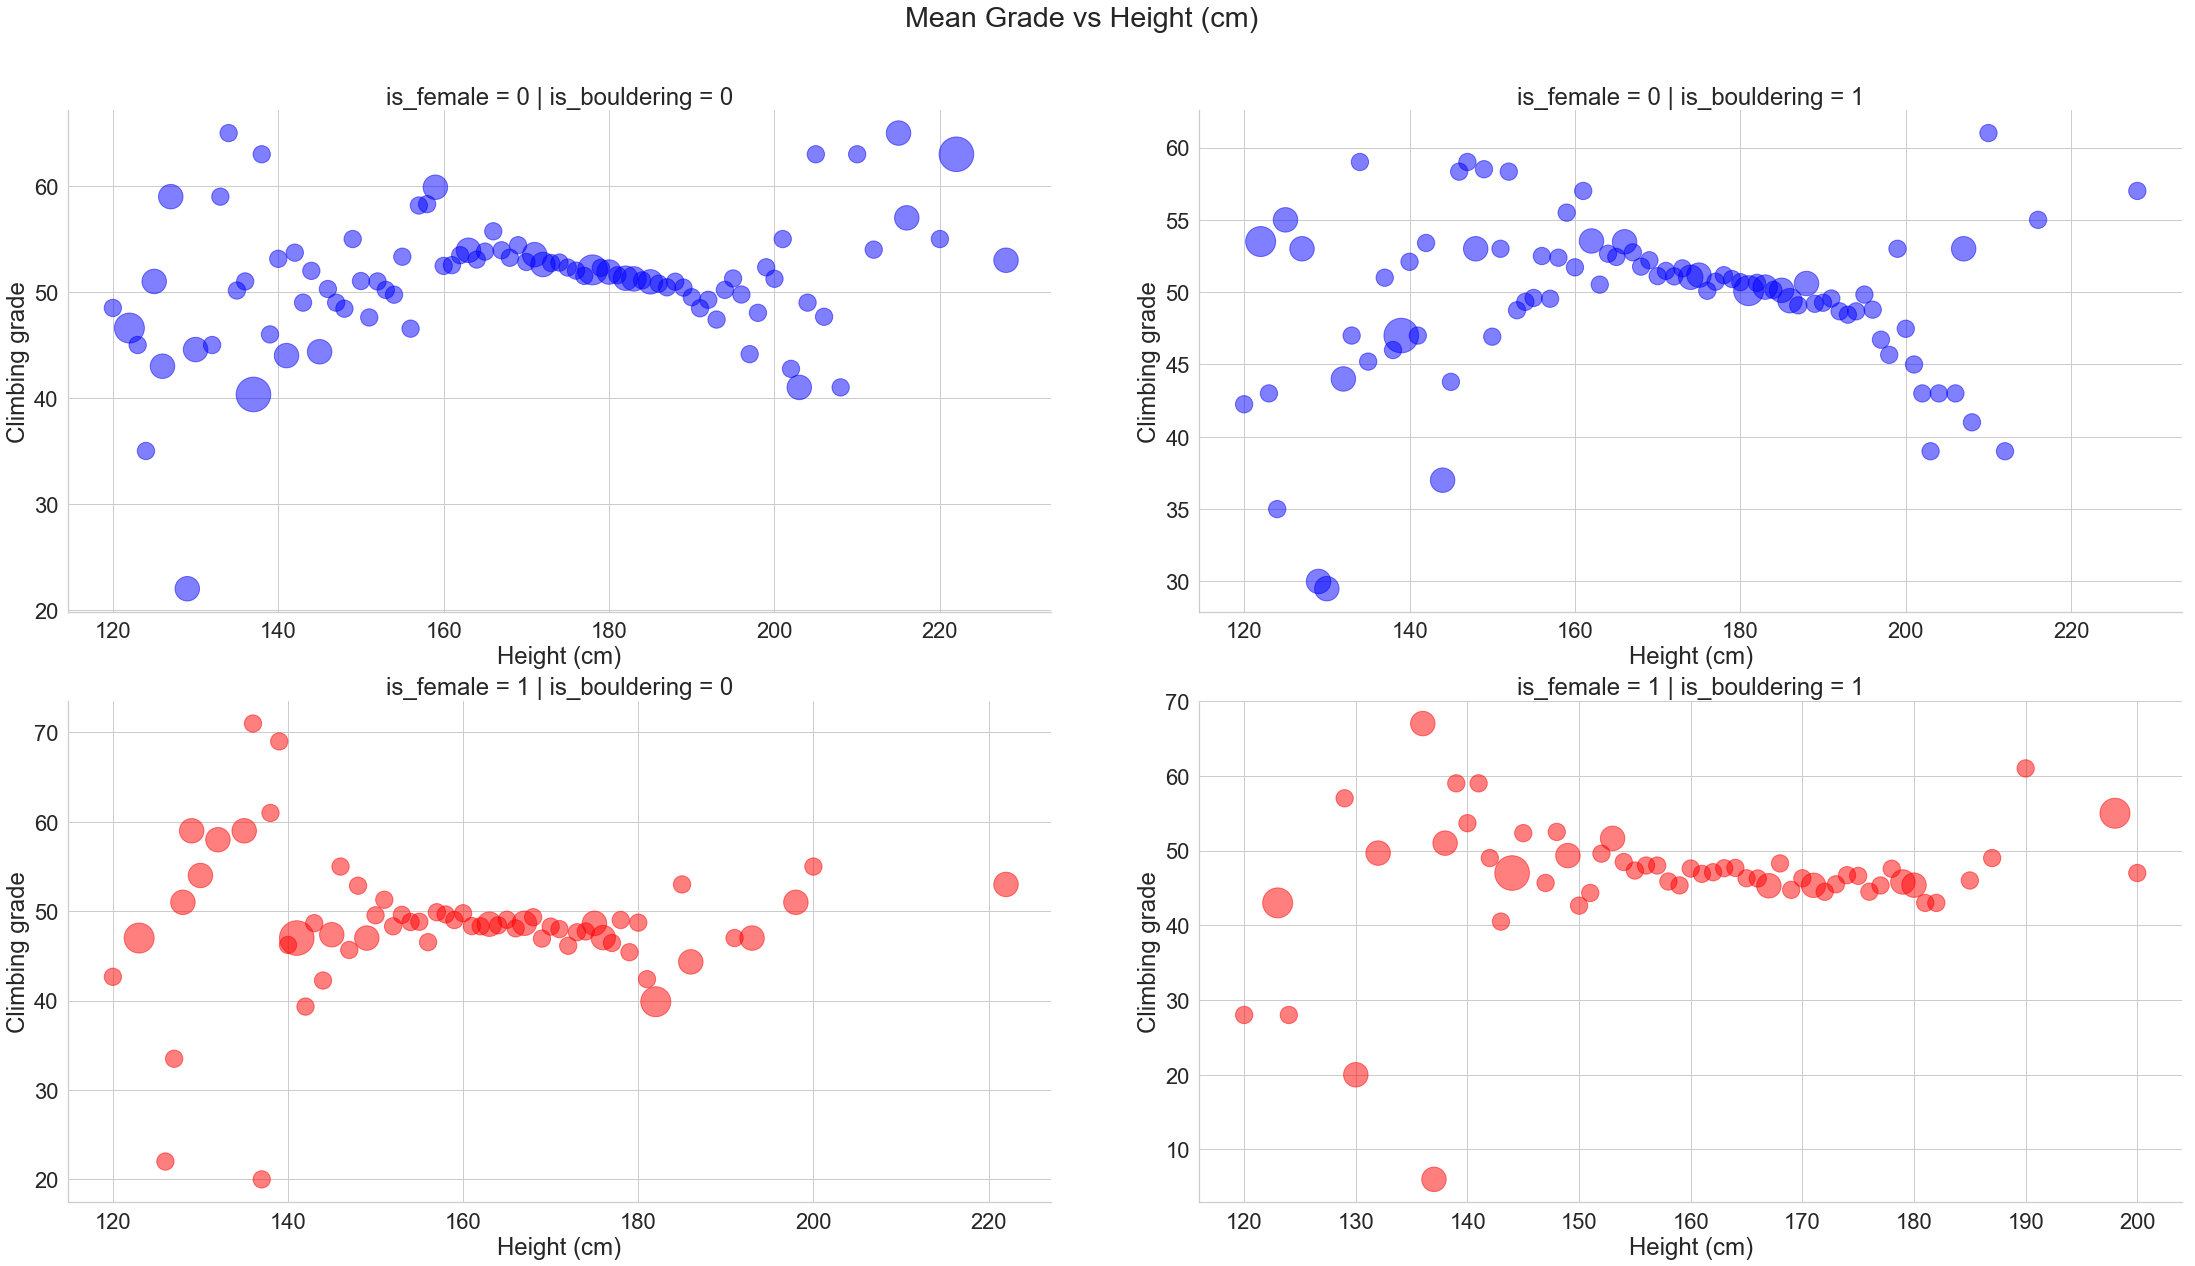 Mean Grade vs Height (cm)
is_female = 0 | is_bouldering = 0
Climbing grade
60
50
40
30
20
120 140 160 180 200 220
Height (cm)
is_female = 0 | is_bouldering = 1
Climbing grade
60
55
50
45
40
35
30
120 140 160 180 200 220
Height (cm)
is_female = 1 | is_bouldering = 0
Climbing grade
70
60
50
40
30
20
120 140 160 180 200 220
Height (cm)
is_female = 1 | is_bouldering = 1
Climbing grade
70
60
50
40
30
20
10
120 130 140 150 160 170 180 190 200
Height (cm)